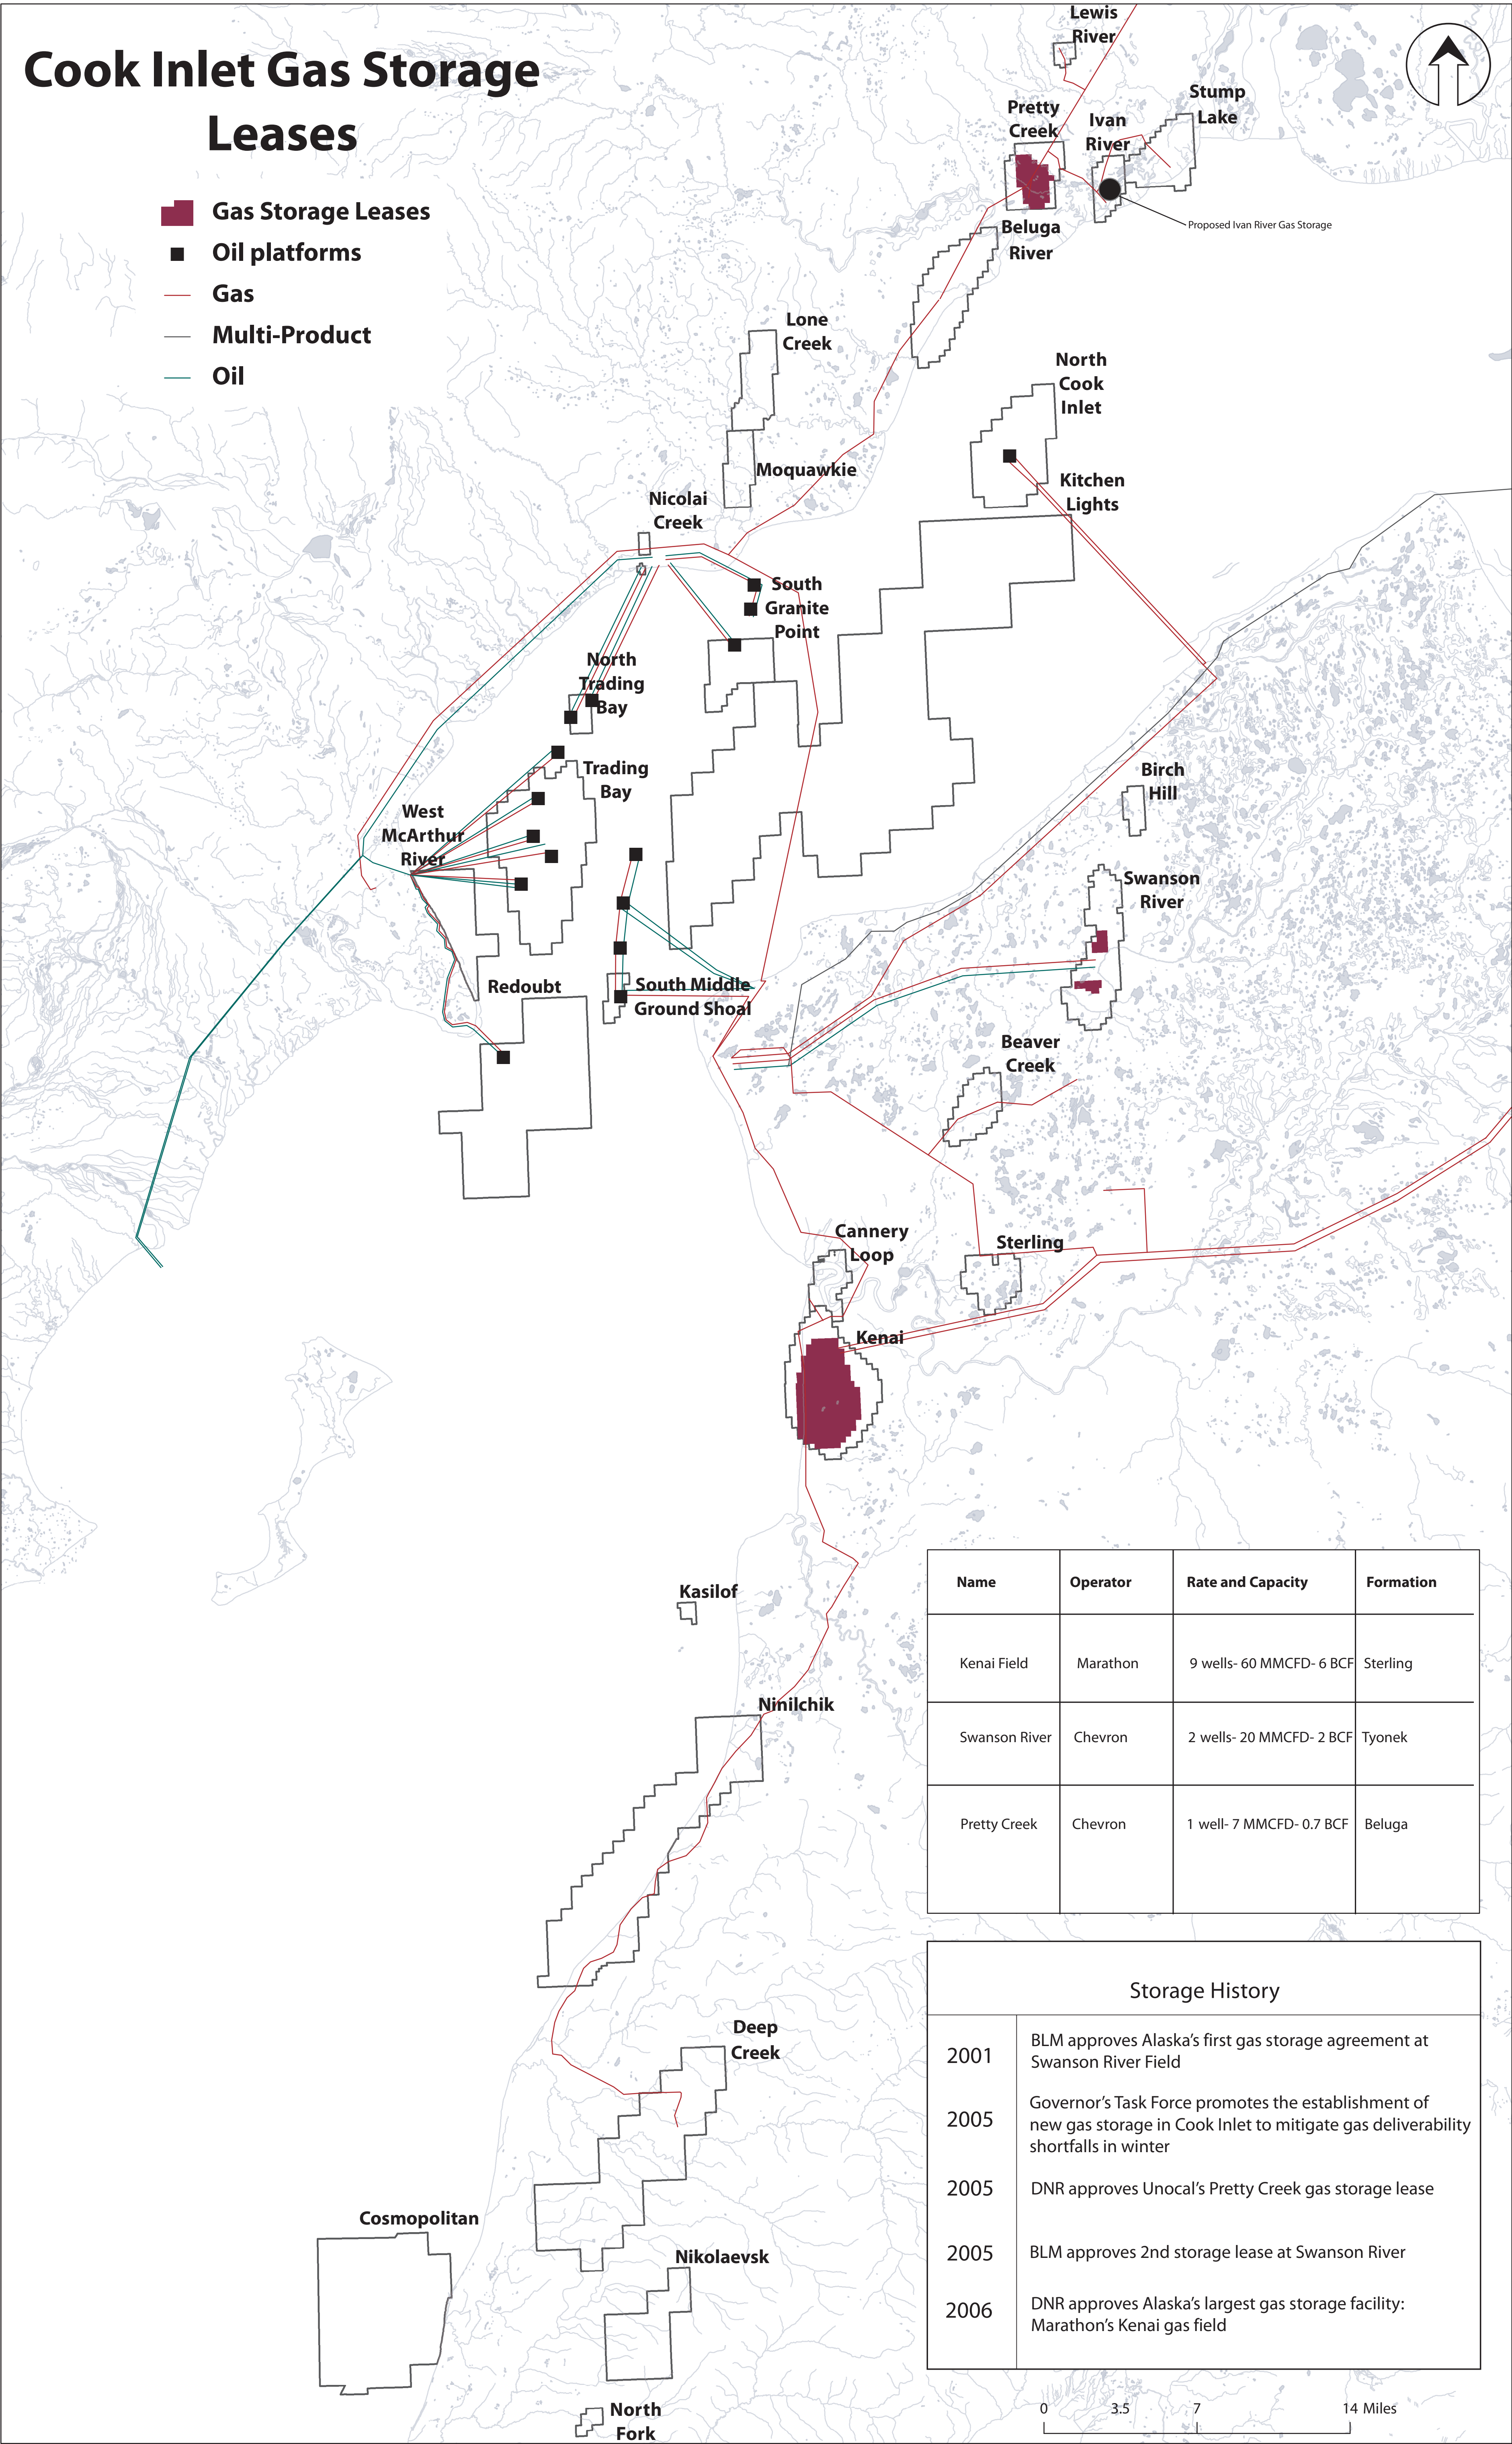 Cook Inlet Gas Storage
Leases
Gas Storage Leases
Oil platforms
Gas
Multi-Product
Oil
Lewis
River
Stump
Lake
Pretty
Creek
Ivan
River
Proposed Ivan River Gas Storage
Beluga
River
Lone
Creek
North
Cook
Inlet
Moquawkie
Kitchen
Lights
Nicolai
Creek
South
Granite
Point
North
Trading
Bay
Trading
Bay
Birch
Hill
West
McArthur
River
Swanson
River
Redoubt
South Middle
Ground Shoal
Beaver
Creek
Cannery
Loop
Sterling
Kenai
Kasilof
Ninilchik
Deep
Creek
Cosmopolitan
Nikolaevsk
North
Fork
Name Operator Rate and Capacity Formation
Kenai Field Marathon 9 wells- 60 MMCFD- 6 BCF Sterling
Swanson River Chevron 2 wells- 20 MMCFD- 2 BCF Tyonek
Pretty Creek Chevron 1 well- 7 MMCFD- 0.7 BCF Beluga
Storage History
2001 BLM approves Alaska's first gas storage agreement at
Swanson River Field
2005 Governor's Task Force promotes the establishment of
new gas storage in Cook Inlet to mitigate gas deliverability
shortfalls in winter
2005 DNR approves Unocal's Pretty Creek gas storage lease
2005 BLM approves 2nd storage lease at Swanson River
2006 DNR approves Alaska's largest gas storage facility:
Marathon's Kenai gas field
0 3.5 7 14 Miles